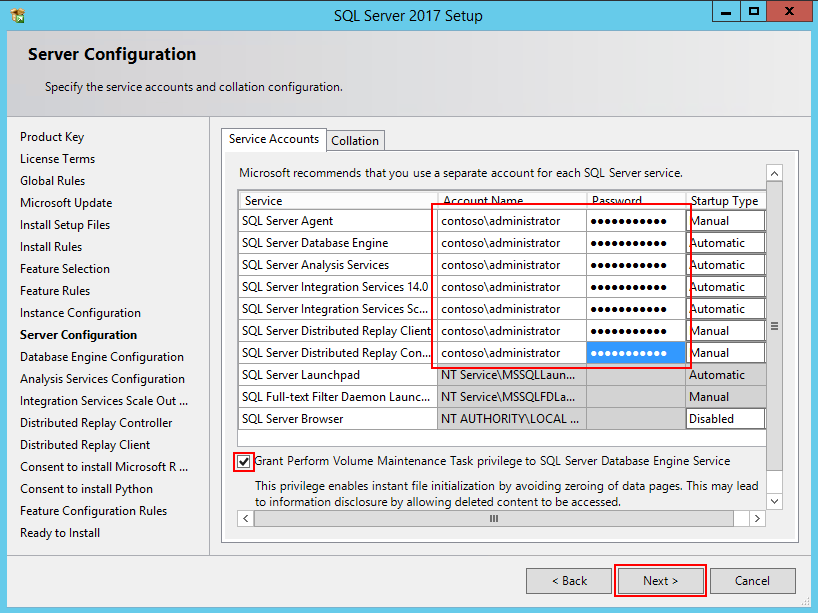 SQL Server 2017 Setup
Server Configuration
Specify the service accounts and collation configuration.
Product Key
License Terms
Global Rules
Microsoft Update
Install Setup Files
Install Rules
Feature Selection
Feature Rules
Instance Configuration
Server Configuration
Database Engine Configuration
Analysis Services Configuration
Integration Services Scale Out ...
Distributed Replay Controller
Distributed Replay Client
Consent to install Microsoft R ...
Consent to install Python
Feature Configuration Rules
Ready to Install
Service Accounts Collation
Microsoft recommends that you use a separate account for each SQL Server service.
Service Account Name Password Startup Type
SQL Server Agent contoso\administrator ●●●●●●●●●●● Manual
SQL Server Database Engine contoso\administrator ●●●●●●●●●●● Automatic
SQL Server Analysis Services contoso\administrator ●●●●●●●●●●● Automatic
SQL Server Integration Services 14.0 contoso\administrator ●●●●●●●●●●● Automatic
SQL Server Integration Services Sc... contoso\administrator ●●●●●●●●●●● Automatic
SQL Server Distributed Replay Client contoso\administrator ●●●●●●●●●●● Manual
SQL Server Distributed Replay Con... contoso\administrator ●●●●●●●●●●● Manual
SQL Server Launchpad NT Service\MSSQLLaun... Automatic
SQL Full-text Filter Daemon Launc... NT Service\MSSQLFDLa... Manual
SQL Server Browser NT AUTHORITY\LOCAL ... Disabled
Grant Perform Volume Maintenance Task privilege to SQL Server Database Engine Service
This privilege enables instant file initialization by avoiding zeroing of data pages. This may lead
to information disclosure by allowing deleted content to be accessed.
< Back Next > Cancel